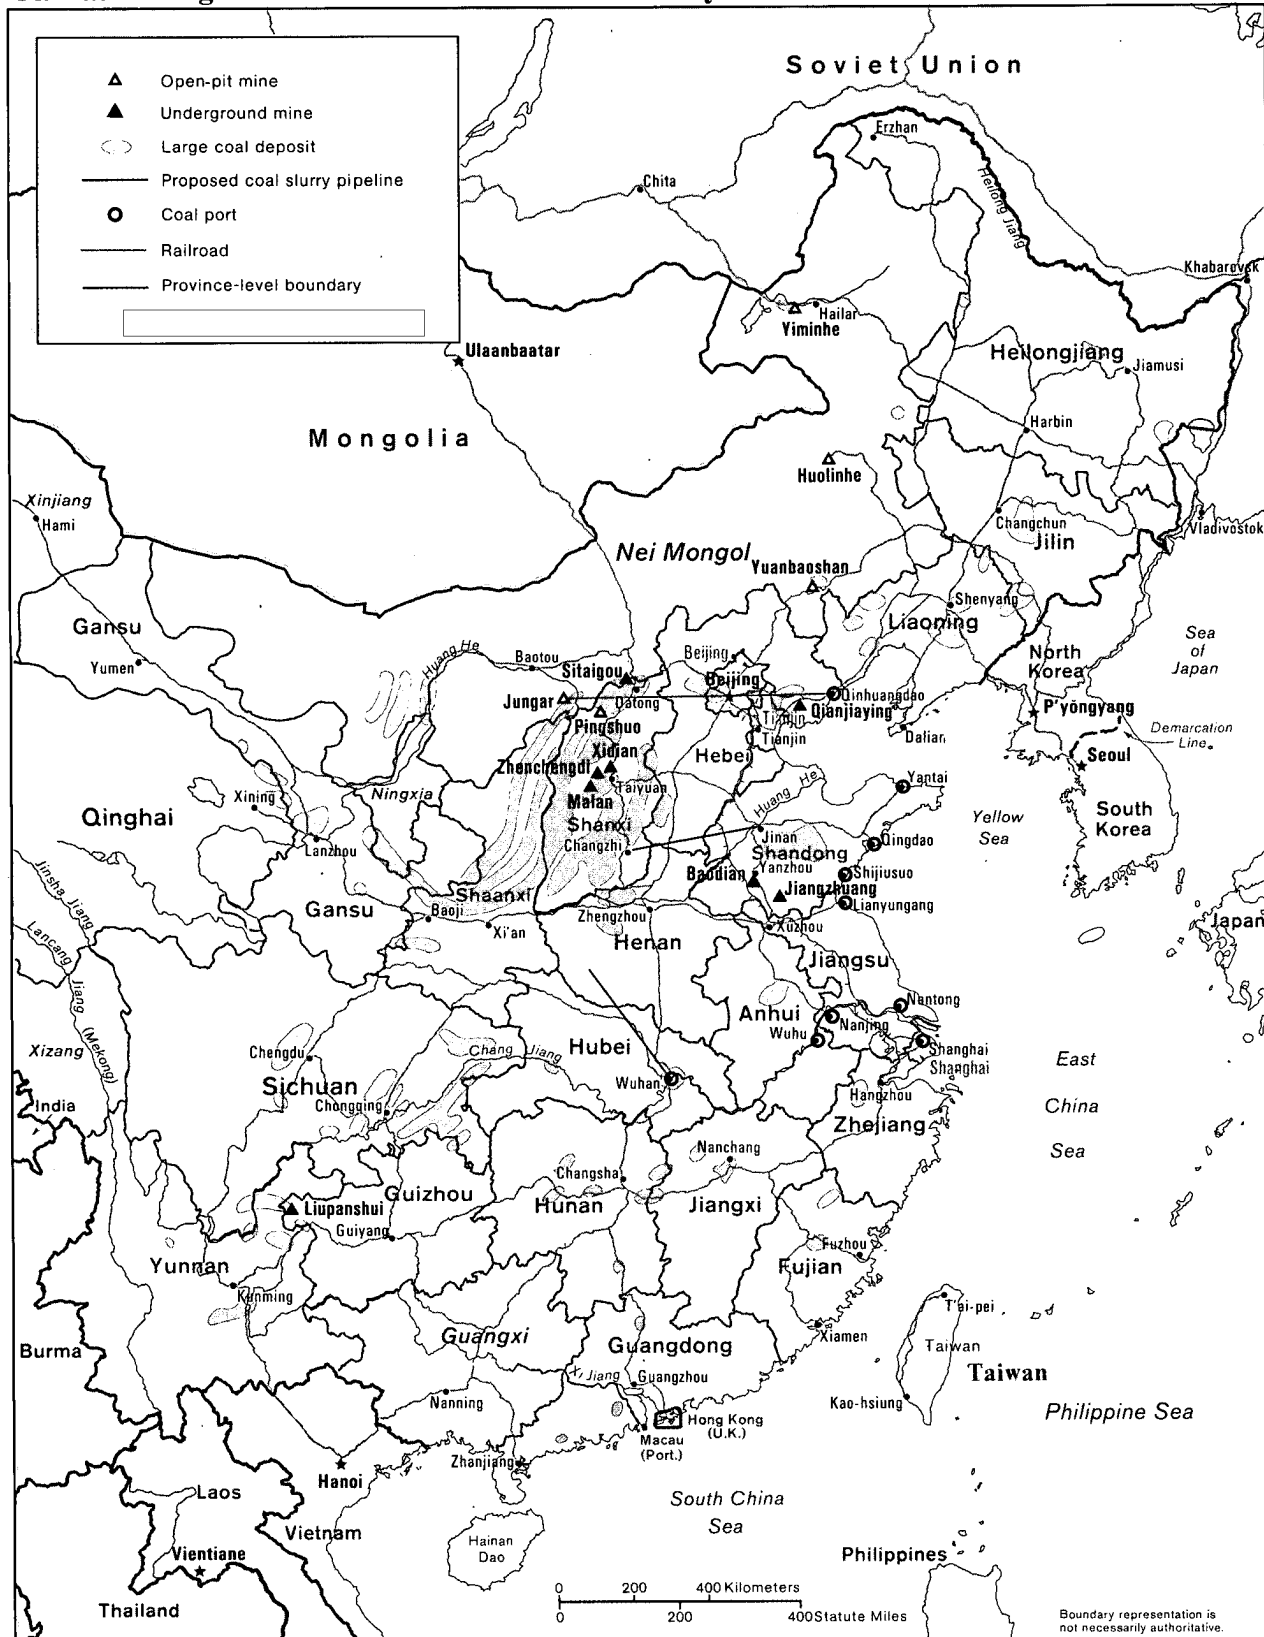 Open-pit mine
Underground mine
Large coal deposit
Proposed coal slurry pipeline
Coal port
Railroad
Province-level boundary
Soviet Union
Erzhan
Heilong Jiang
Chita
Khabarovsk
Hailar
Yiminhe
Ulaanbaatar
Heilongjiang
Jiamusi
Mongolia
Harbin
Huolinhe
Xinjiang
Hami
Changchun
Jilin
Vladivostok
Nei Mongol
Yuanbaoshan
Shenyang
Liaoning
Gansu
Yumen
Huang He
Baotou
Sitaigou
Beijing
Beijing
North
Korea
Sea
of
Japan
Jungar
Datong
Qinhuangdao
Qianjiaying
P'yŏngyang
Pingshuo
Tianjin
Tianjin
Dalian
Demarcation
Line
Xidian
Hebei
Seoul
Zhenchengdi
Taiyuan
Huang He
Yantai
Ningxia
Malan
Xining
Qinghai
Shanxi
Yellow
Sea
South
Korea
Lanzhou
Changzhi
Jinan
Qingdao
Shandong
Yanzhou
Shijiusuo
Baodian
Jiangzhuang
Jinsha Jiang
Shaanxi
Lianyungang
Gansu
Baoji
Zhengzhou
Japan
Xi'an
Xuzhou
Lancang Jiang (Mekong)
Henan
Jiangsu
Anhui
Nantong
Nanjing
Wuhu
Xizang
Chengdu
Chang Jiang
Hubei
Shanghai
Shanghai
East
China
Sea
Sichuan
Wuhan
Hangzhou
India
Chongqing
Zhejiang
Nanchang
Changsha
Guizhou
Liupanshui
Hunan
Jiangxi
Guiyang
Fuzhou
Yunnan
Fujian
Kunming
T'ai-pei
Xiamen
Guangxi
Guangdong
Taiwan
Burma
Taiwan
Xi Jiang
Guangzhou
Nanning
Kao-hsiung
Philippine Sea
Hong Kong
(U.K.)
Macau
(Port.)
Zhanjiang
Hanoi
Laos
South China
Sea
Vietnam
Hainan
Dao
Vientiane
Philippines
Thailand
0 200 400 Kilometers
0 200 400 Statute Miles
Boundary representation is
not necessarily authoritative.